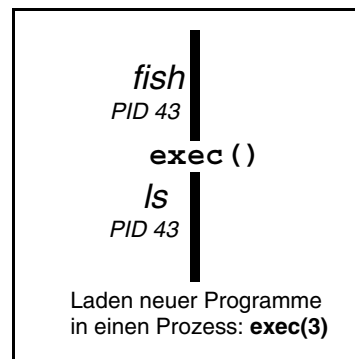 fish
PID 43
exec()
ls
PID 43
Laden neuer Programme
in einen Prozess: exec(3)